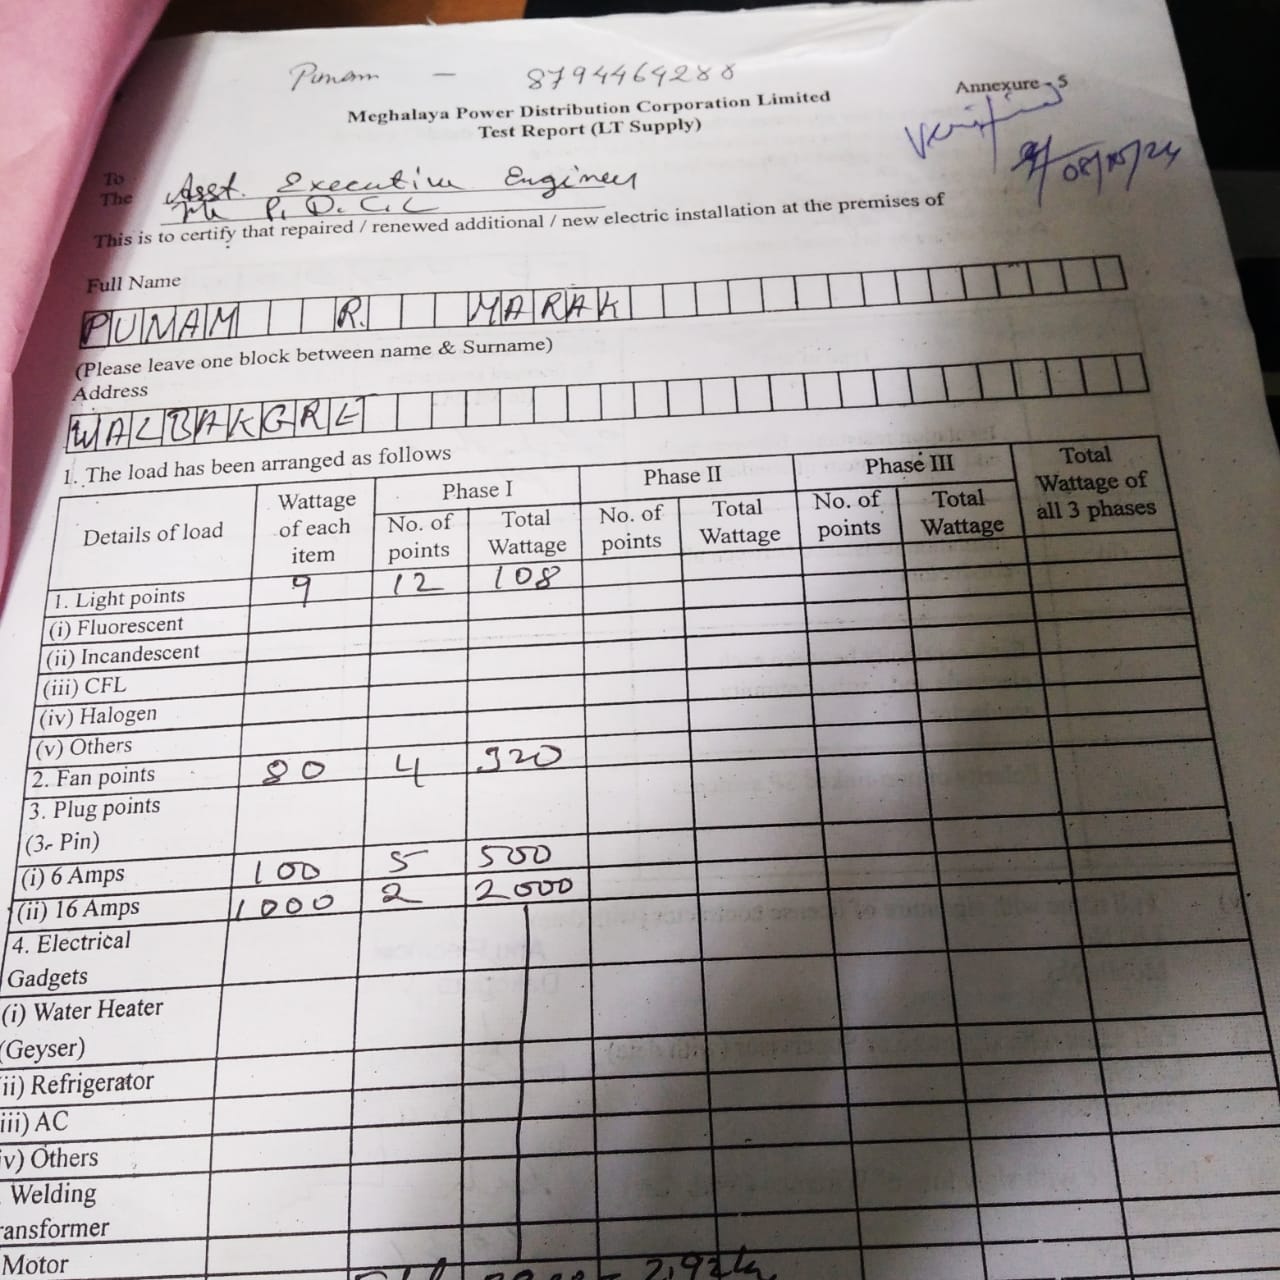 Punam - 8794464288
Annexure - 5
Meghalaya Power Distribution Corporation Limited
Test Report (LT Supply)
08/10/24
To
The Asst. Executive Engineer
P. D. C. L
This is to certify that repaired / renewed additional / new electric installation at the premises of
Full Name
PUNAM R. MARAK
(Please leave one block between name & Surname)
Address
WALBAKGRE
1. The load has been arranged as follows
Details of load | Wattage of each item | Phase I | Phase II | Phase III | Total Wattage of all 3 phases
No. of points | Total Wattage | No. of points | Total Wattage | No. of points | Total Wattage
1. Light points 9 12 108
(i) Fluorescent
(ii) Incandescent
(iii) CFL
(iv) Halogen
(v) Others
2. Fan points 80 4 320
3. Plug points
(3- Pin)
(i) 6 Amps 100 5 500
(ii) 16 Amps 1000 2 2000
4. Electrical
Gadgets
(i) Water Heater
(Geyser)
ii) Refrigerator
iii) AC
iv) Others
Welding
ransformer
Motor